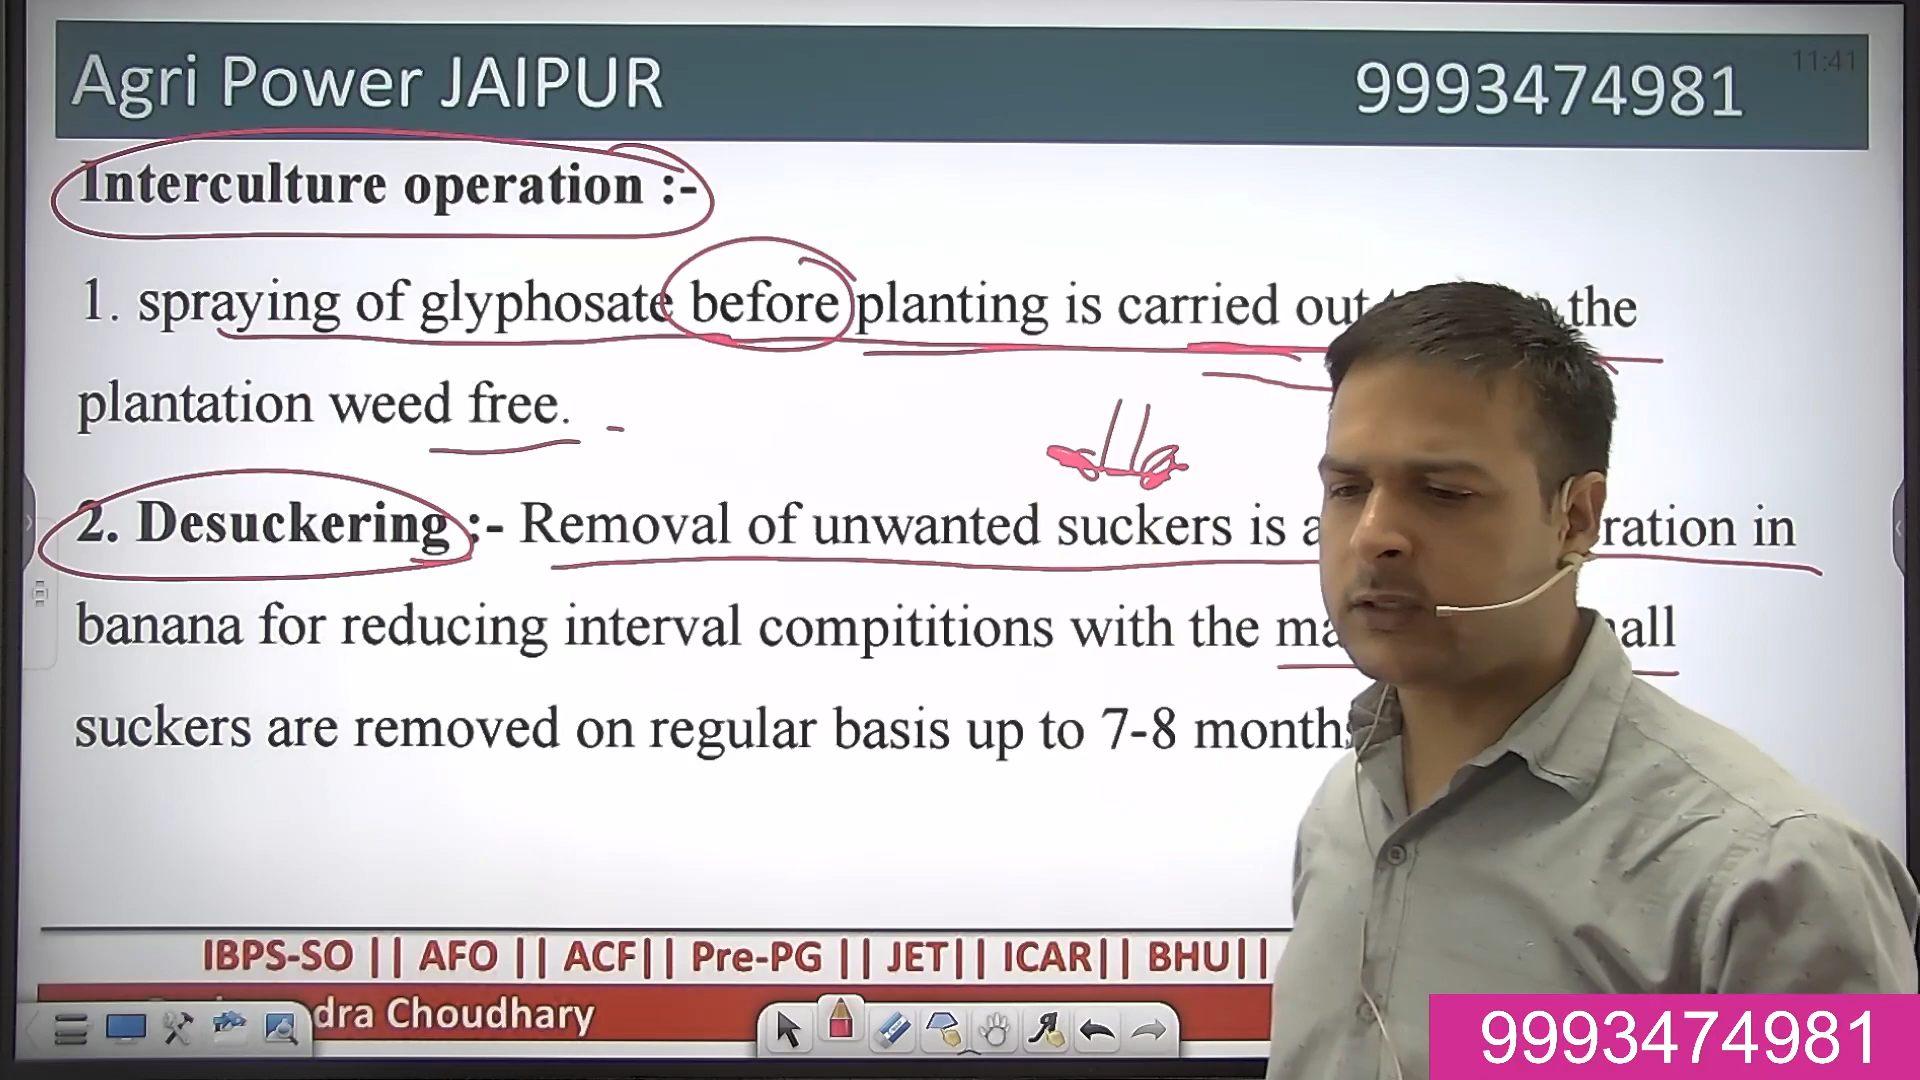 Agri Power JAIPUR 9993474981 11:41
Interculture operation :-
1. spraying of glyphosate before planting is carried out the
plantation weed free.
2. Desuckering :- Removal of unwanted suckers is a ration in
banana for reducing interval compititions with the ma all
suckers are removed on regular basis up to 7-8 months
IBPS-SO || AFO || ACF|| Pre-PG || JET|| ICAR|| BHU||
dra Choudhary
9993474981